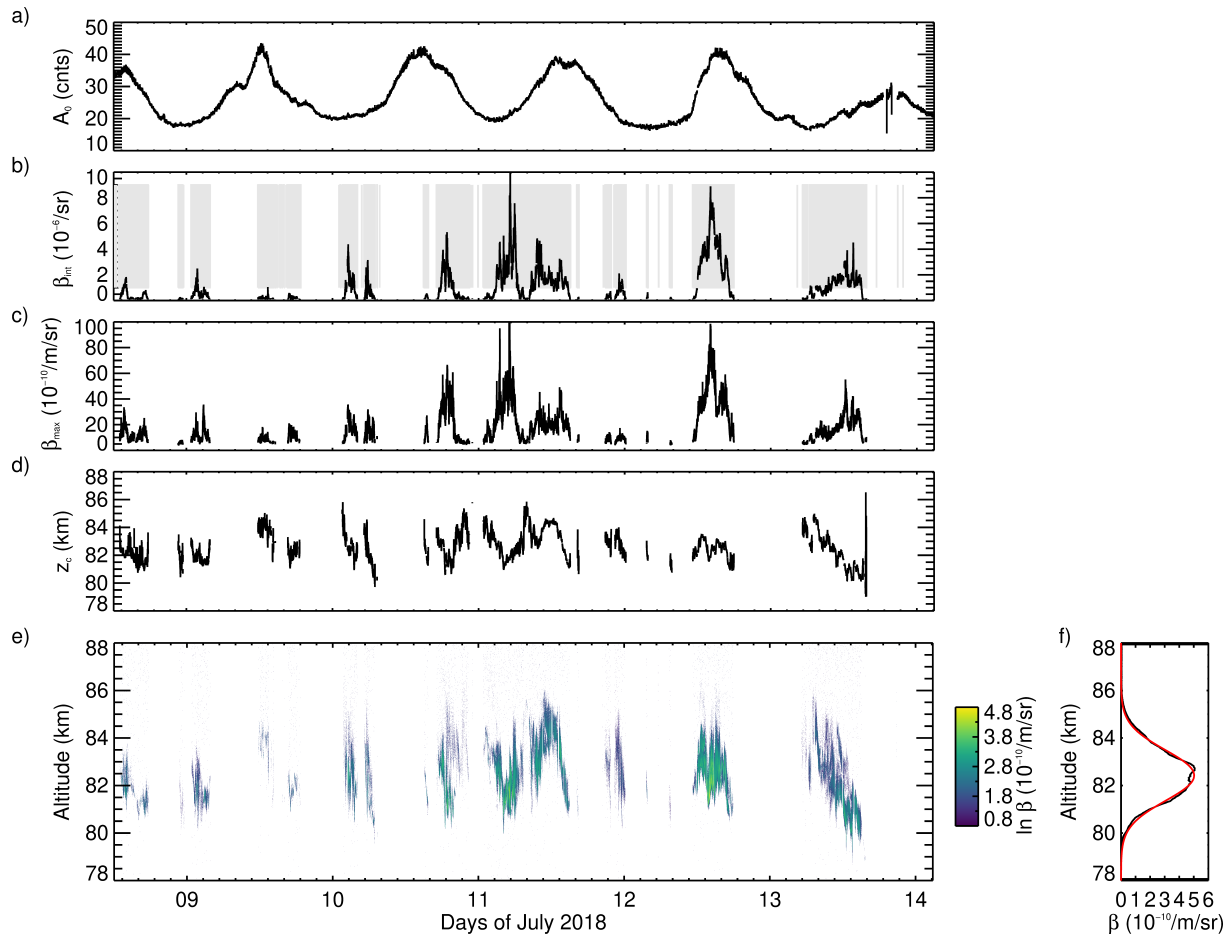 a)
50
40
30
20
10
A₀ (cnts)
b)
10
8
6
4
2
0
β_int (10⁻⁶/sr)
c)
100
80
60
40
20
0
β_max (10⁻¹⁰/m/sr)
d)
88
86
84
82
80
78
z_c (km)
e)
88
86
84
82
80
78
Altitude (km)
09 10 11 12 13 14
Days of July 2018
4.8
3.8
2.8
1.8
0.8
ln β (10⁻¹⁰/m/sr)
f)
88
86
84
82
80
78
Altitude (km)
0 1 2 3 4 5 6
β (10⁻¹⁰/m/sr)